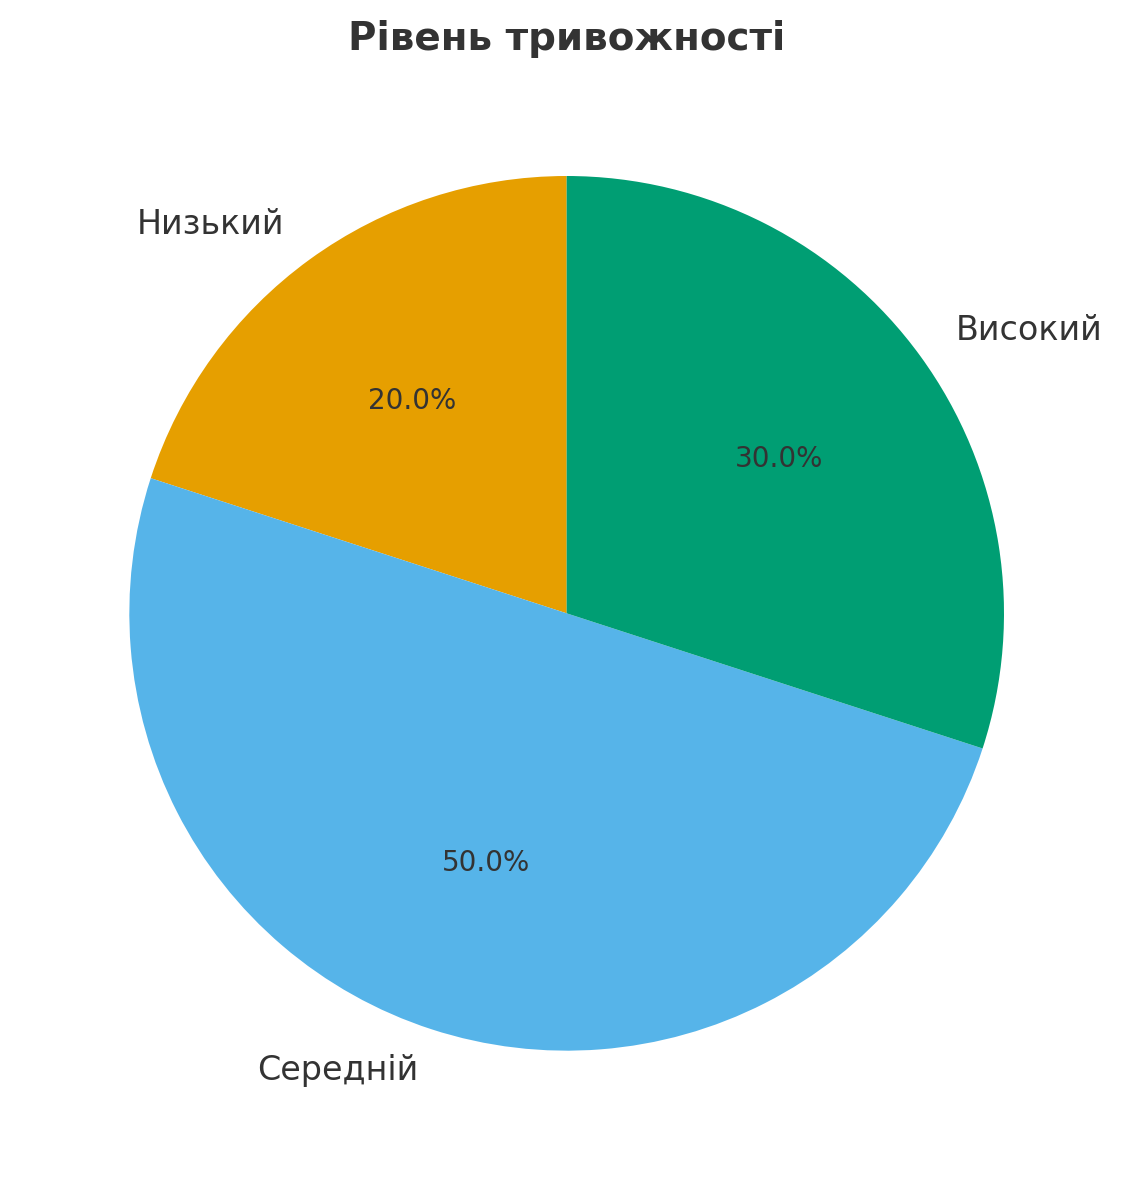 Рівень тривожності
Низький
Високий
20.0%
30.0%
50.0%
Середній